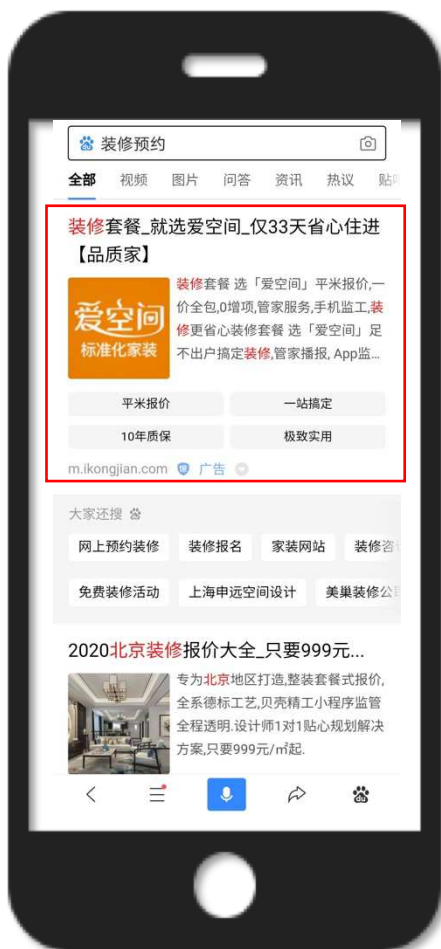 装修预约
全部 视频 图片 问答 资讯 热议 贴
装修套餐_就选爱空间_仅33天省心住进
【品质家】
爱空间
标准化家装
装修套餐 选「爱空间」平米报价,一
价全包,0增项,管家服务,手机监工,装
修更省心装修套餐 选「爱空间」足
不出户搞定装修,管家播报, App监...
平米报价 一站搞定
10年质保 极致实用
m.ikongjian.com 广告
大家还搜
网上预约装修 装修报名 家装网站 装修咨
免费装修活动 上海申远空间设计 美巢装修公
2020北京装修报价大全_只要999元...
专为北京地区打造,整装套餐式报价,
全系德标工艺,贝壳精工小程序监管
全程透明.设计师1对1贴心规划解决
方案,只要999元/㎡起.